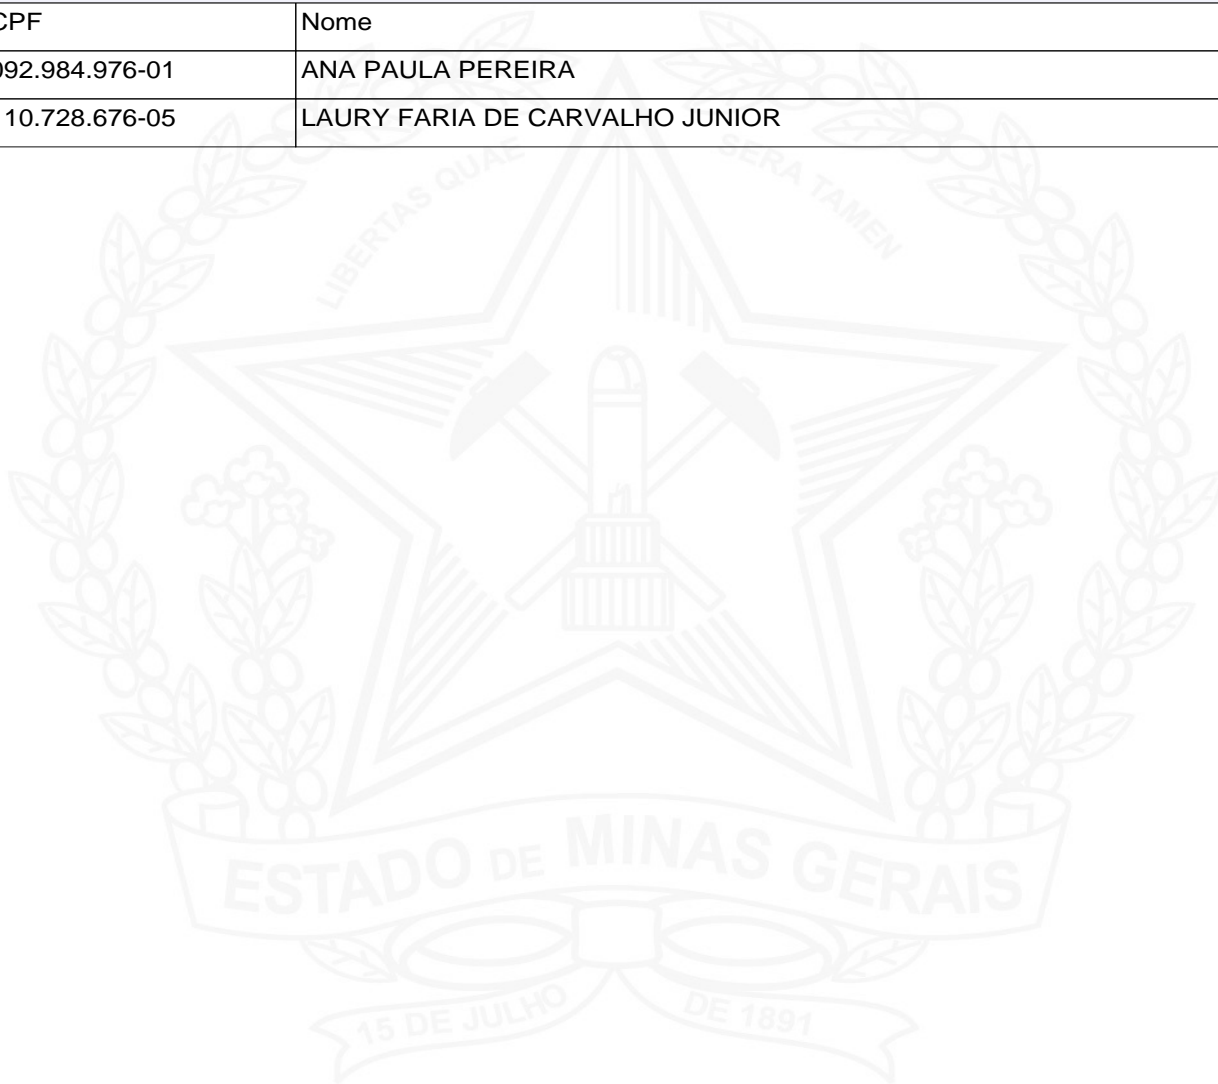 CPF Nome
092.984.976-01 ANA PAULA PEREIRA
10.728.676-05 LAURY FARIA DE CARVALHO JUNIOR
LIBERTAS QUAE SERA TAMEN
ESTADO DE MINAS GERAIS
15 DE JULHO DE 1891